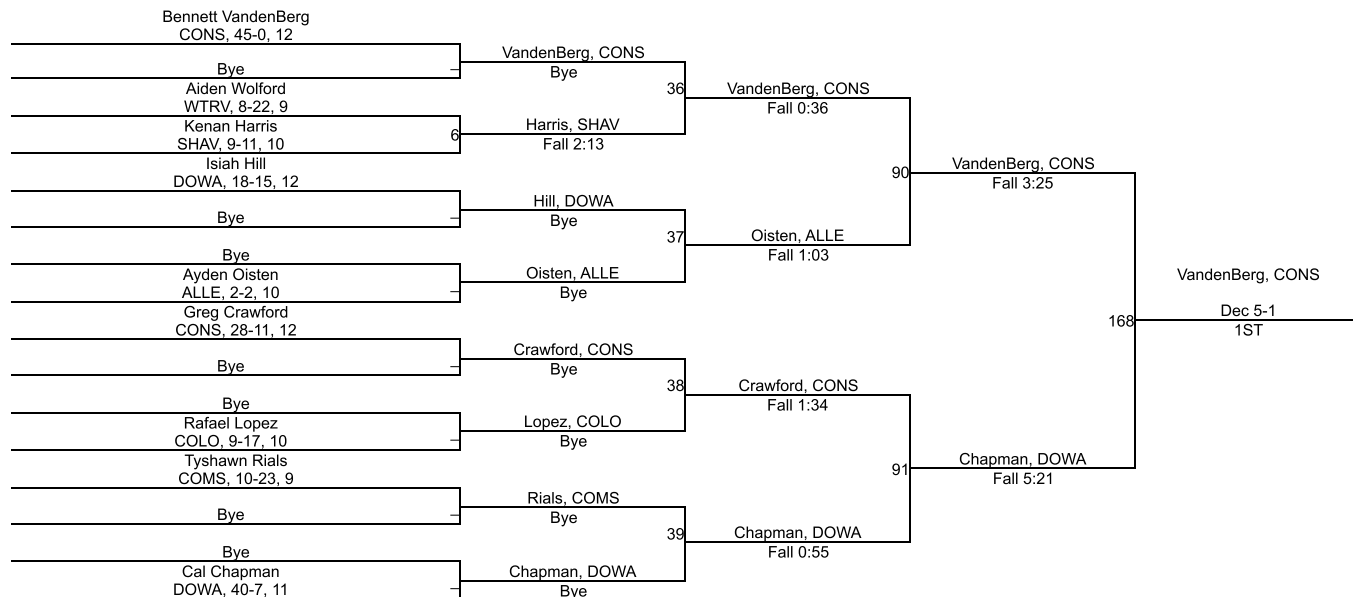 Bennett VandenBerg
CONS, 45-0, 12
Bye
Aiden Wolford
WTRV, 8-22, 9
Kenan Harris
SHAV, 9-11, 10
Isiah Hill
DOWA, 18-15, 12
Bye
Bye
Ayden Oisten
ALLE, 2-2, 10
Greg Crawford
CONS, 28-11, 12
Bye
Bye
Rafael Lopez
COLO, 9-17, 10
Tyshawn Rials
COMS, 10-23, 9
Bye
Bye
Cal Chapman
DOWA, 40-7, 11
VandenBerg, CONS
Bye
6
Harris, SHAV
Fall 2:13
Hill, DOWA
Bye
Oisten, ALLE
Bye
Crawford, CONS
Bye
Lopez, COLO
Bye
Rials, COMS
Bye
Chapman, DOWA
Bye
36
VandenBerg, CONS
Fall 0:36
37
Oisten, ALLE
Fall 1:03
38
Crawford, CONS
Fall 1:34
39
Chapman, DOWA
Fall 0:55
90
VandenBerg, CONS
Fall 3:25
91
Chapman, DOWA
Fall 5:21
168
VandenBerg, CONS
Dec 5-1
1ST